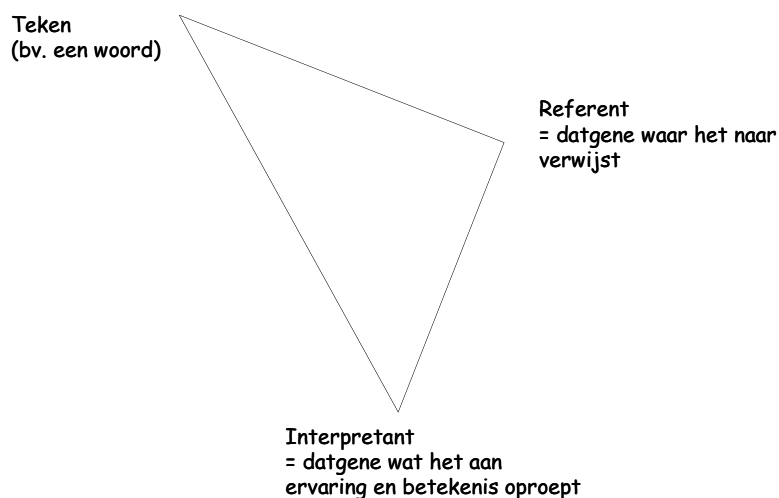 Teken
(bv. een woord)
Referent
= datgene waar het naar
verwijst
Interpretant
= datgene wat het aan
ervaring en betekenis oproept